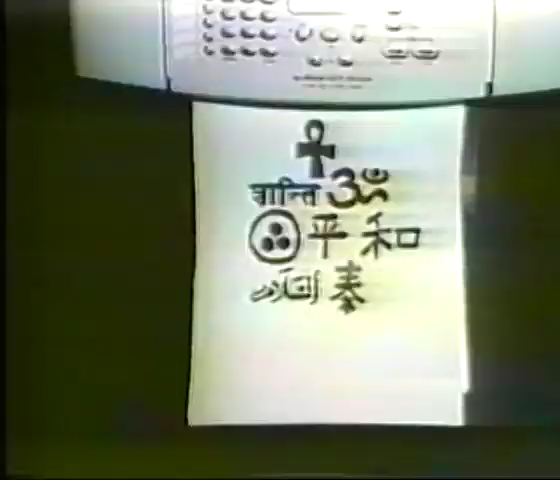 ☥
शान्ति ॐ
平和
السلام 泰